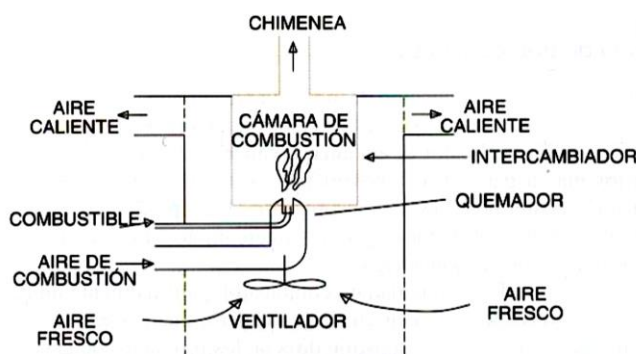 CHIMENEA
AIRE
CALIENTE
CÁMARA DE
COMBUSTIÓN
AIRE
CALIENTE
INTERCAMBIADOR
COMBUSTIBLE
QUEMADOR
AIRE DE
COMBUSTIÓN
AIRE
FRESCO
VENTILADOR
AIRE
FRESCO